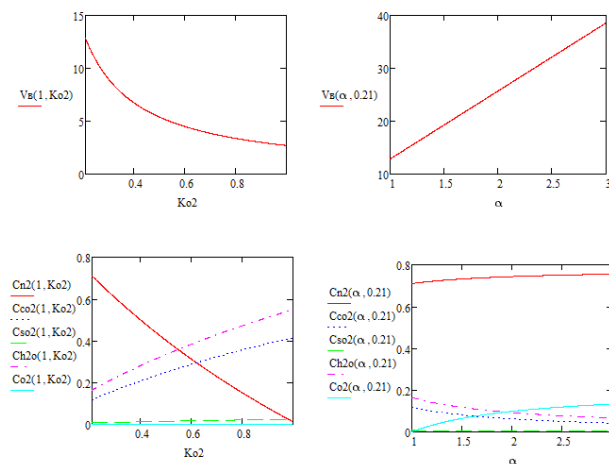 15
10
5
0
Vв(1,Ko2)
0.4 0.6 0.8
Ko2
40
30
20
10
Vв(α,0.21)
1 1.5 2 2.5 3
α
0.8
0.6
0.4
0.2
0
Cn2(1,Ko2)
Cco2(1,Ko2)
Cso2(1,Ko2)
Ch2o(1,Ko2)
Co2(1,Ko2)
0.4 0.6 0.8
Ko2
0.8
0.6
0.4
0.2
0
Cn2(α,0.21)
Cco2(α,0.21)
Cso2(α,0.21)
Ch2o(α,0.21)
Co2(α,0.21)
1 1.5 2 2.5
α